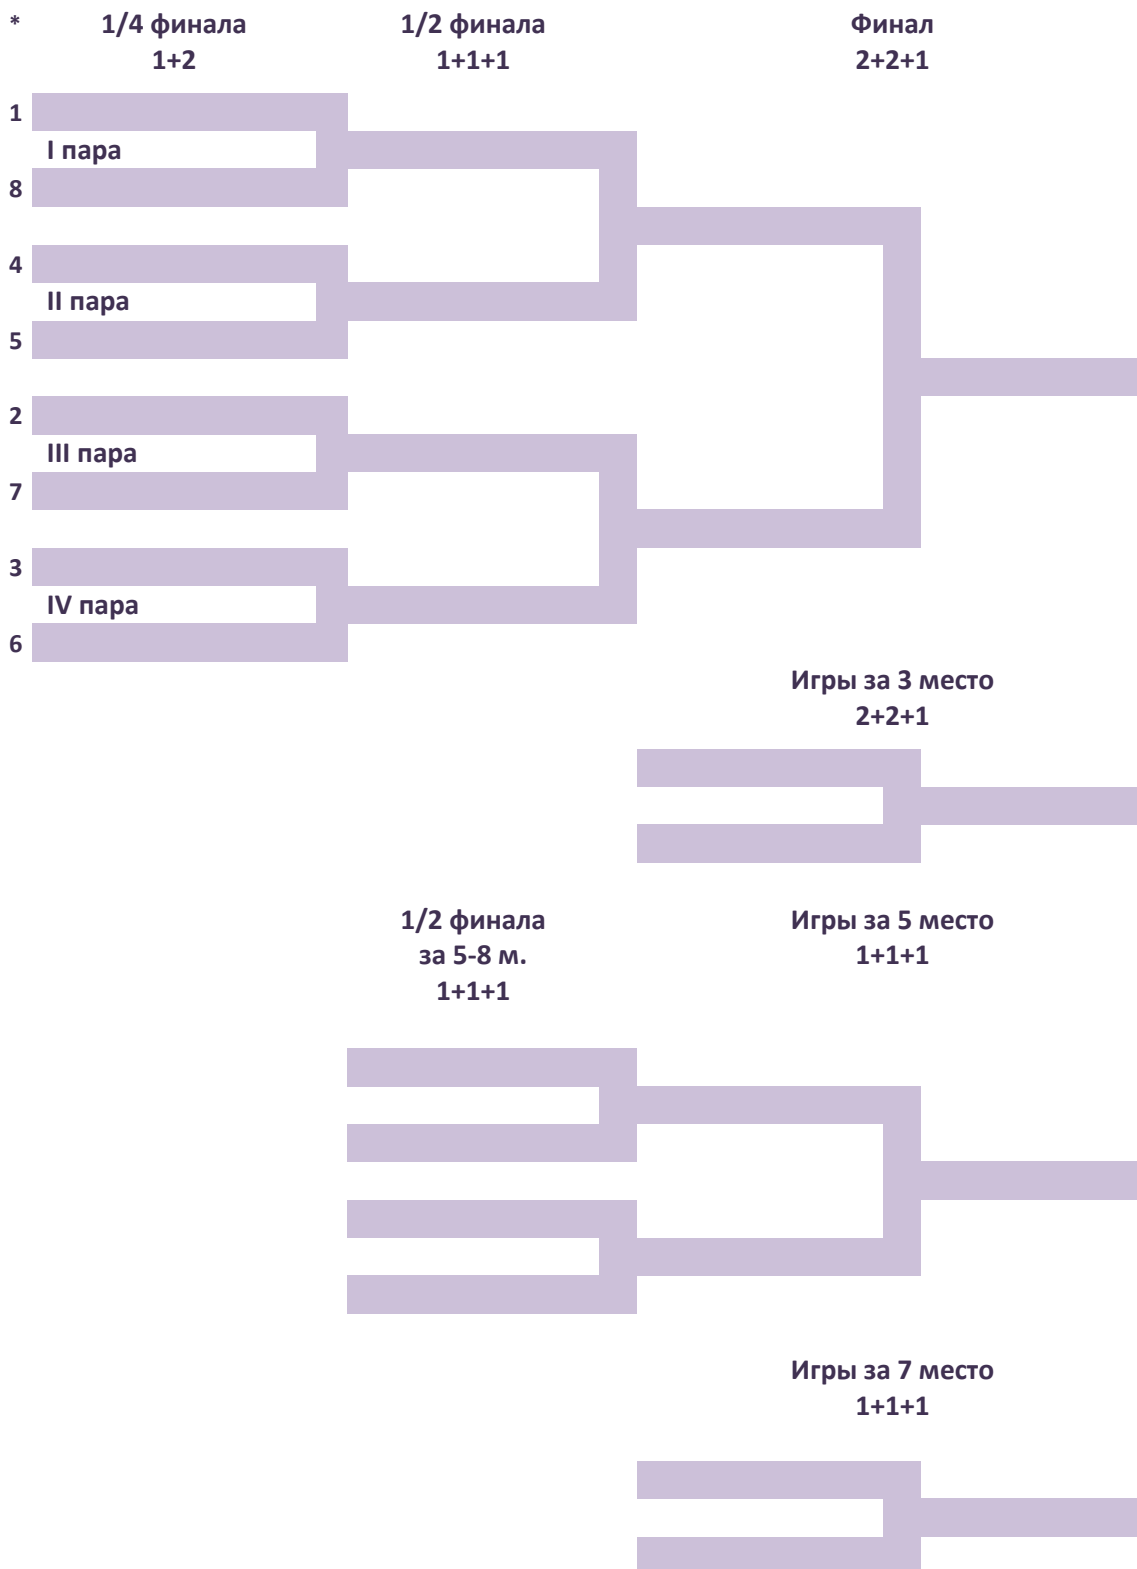 * 1/4 финала 1/2 финала Финал
1+2 1+1+1 2+2+1
1
I пара
8
4
II пара
5
2
III пара
7
3
IV пара
6
Игры за 3 место
2+2+1
1/2 финала Игры за 5 место
за 5-8 м. 1+1+1
1+1+1
Игры за 7 место
1+1+1